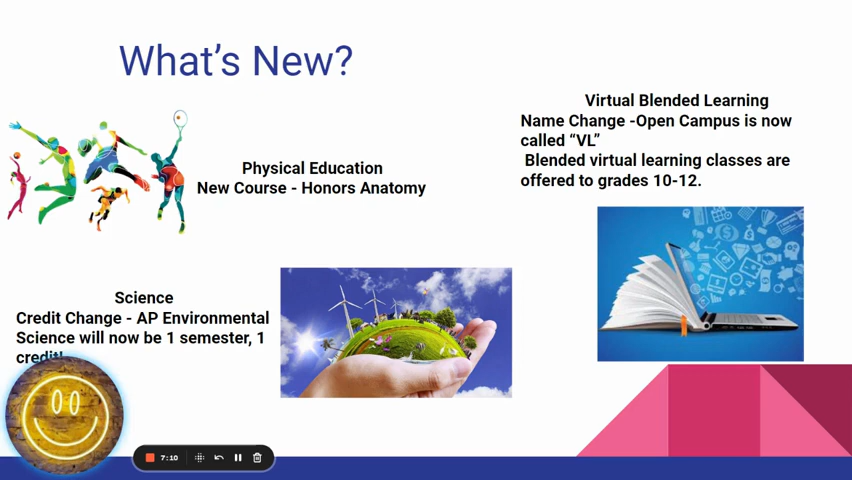 What's New?
Physical Education
New Course - Honors Anatomy
Virtual Blended Learning
Name Change -Open Campus is now
called “VL”
Blended virtual learning classes are
offered to grades 10-12.
Science
Credit Change - AP Environmental
Science will now be 1 semester, 1
credit!
7:10